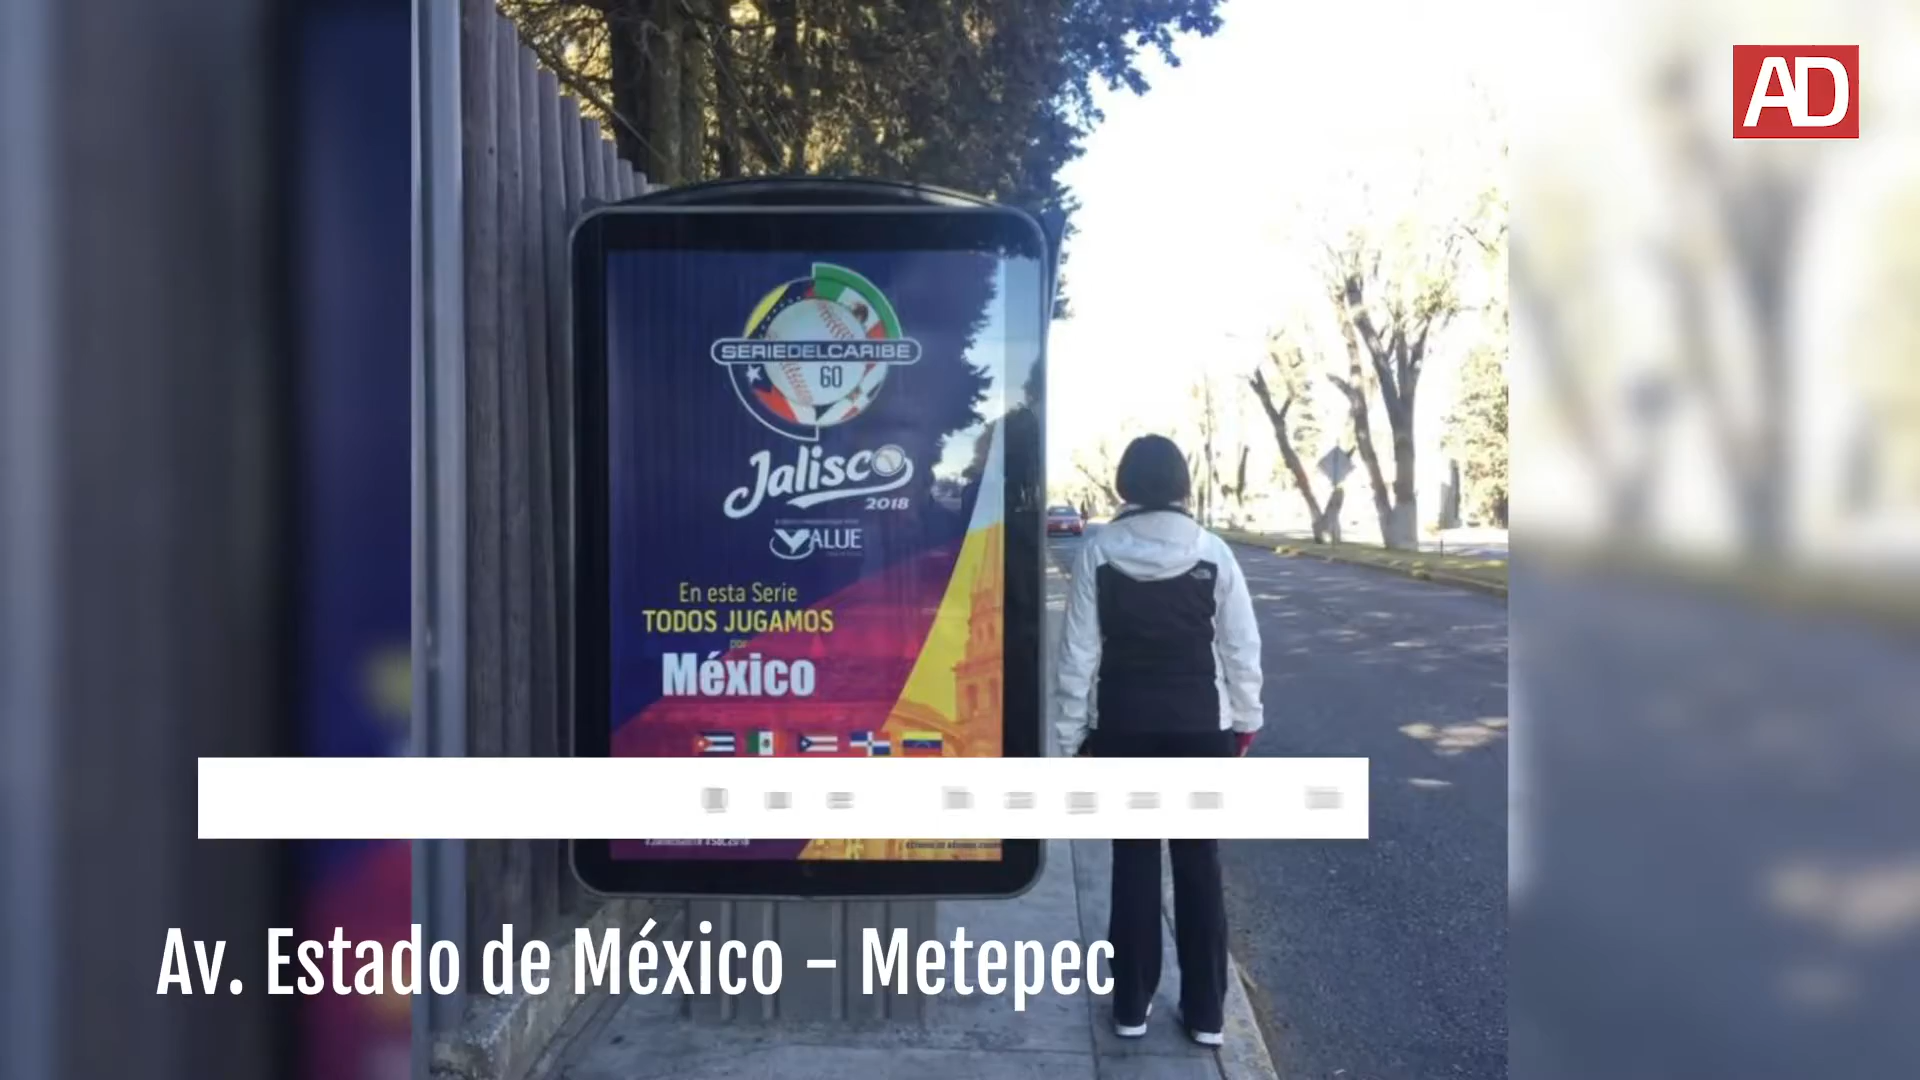 AD
SERIEDELCARIBE
60
Jalisco
2018
VALUE
En esta Serie
TODOS JUGAMOS
por
México
Av. Estado de México - Metepec